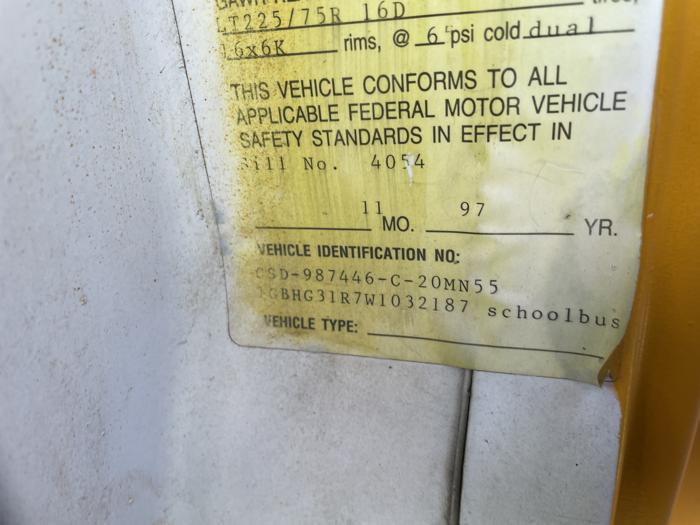 LT225/75R 16D
16x6K rims, @ 6 psi cold dual
THIS VEHICLE CONFORMS TO ALL
APPLICABLE FEDERAL MOTOR VEHICLE
SAFETY STANDARDS IN EFFECT IN
Bill No. 4054
11 MO. 97 YR.
VEHICLE IDENTIFICATION NO:
CSD-987446-C-20MN55
1GBHG31R7W1032187 schoolbus
VEHICLE TYPE: